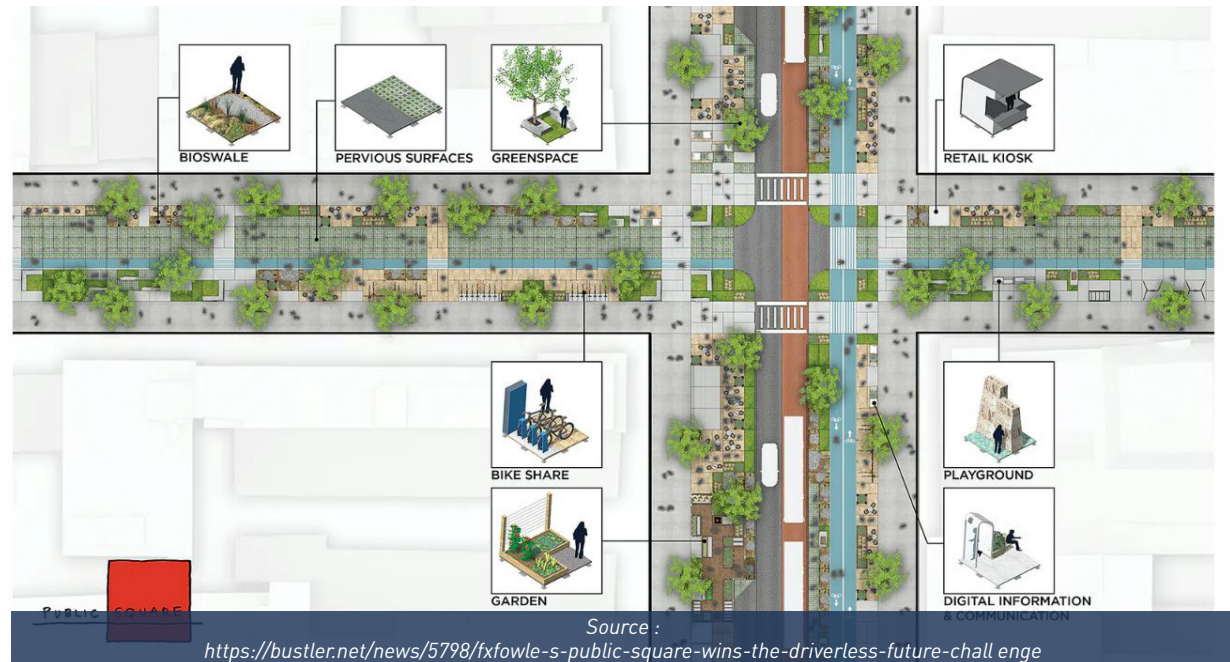 BIOSWALE
PERVIOUS SURFACES
GREENSPACE
RETAIL KIOSK
BIKE SHARE
PLAYGROUND
GARDEN
DIGITAL INFORMATION
& COMMUNICATION
PUBLIC SQUARE
Source :
https://bustler.net/news/5798/fxfowle-s-public-square-wins-the-driverless-future-chall enge